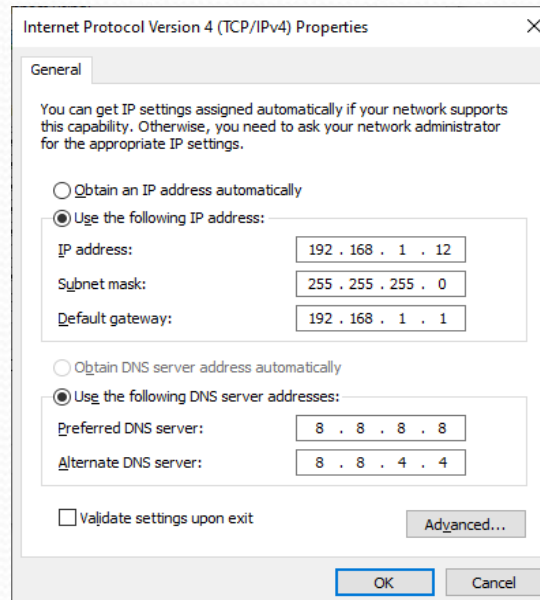 Internet Protocol Version 4 (TCP/IPv4) Properties
General
You can get IP settings assigned automatically if your network supports
this capability. Otherwise, you need to ask your network administrator
for the appropriate IP settings.
Obtain an IP address automatically
Use the following IP address:
IP address: 192 . 168 . 1 . 12
Subnet mask: 255 . 255 . 255 . 0
Default gateway: 192 . 168 . 1 . 1
Obtain DNS server address automatically
Use the following DNS server addresses:
Preferred DNS server: 8 . 8 . 8 . 8
Alternate DNS server: 8 . 8 . 4 . 4
Validate settings upon exit
Advanced...
OK Cancel